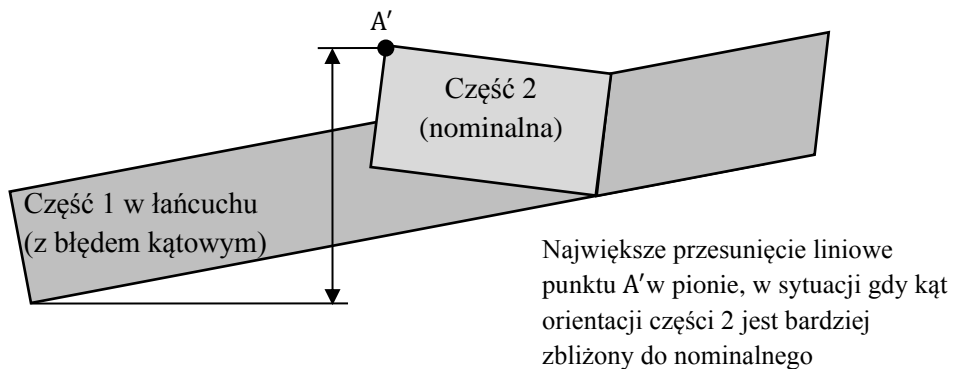 A′
Część 2
(nominalna)
Część 1 w łańcuchu
(z błędem kątowym)
Największe przesunięcie liniowe
punktu A′w pionie, w sytuacji gdy kąt
orientacji części 2 jest bardziej
zbliżony do nominalnego